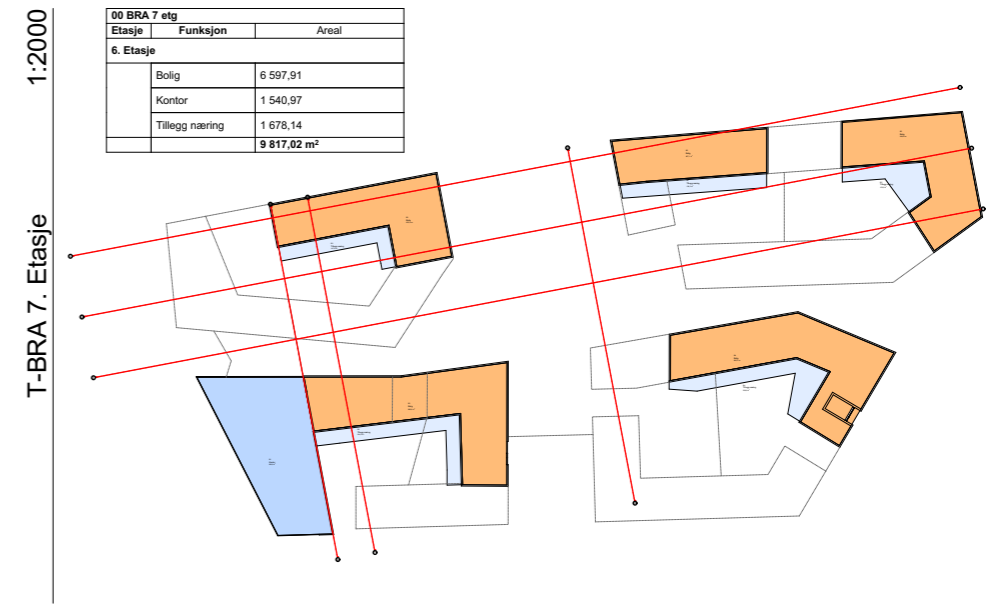 T-BRA 7. Etasje 1:2000
00 BRA 7 etg
Etasje Funksjon Areal
6. Etasje
Bolig 6 597,91
Kontor 1 540,97
Tillegg næring 1 678,14
9 817,02 m²